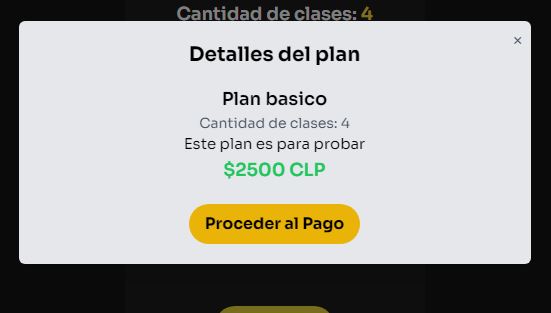 Cantidad de clases: 4
×
Detalles del plan
Plan basico
Cantidad de clases: 4
Este plan es para probar
$2500 CLP
Proceder al Pago